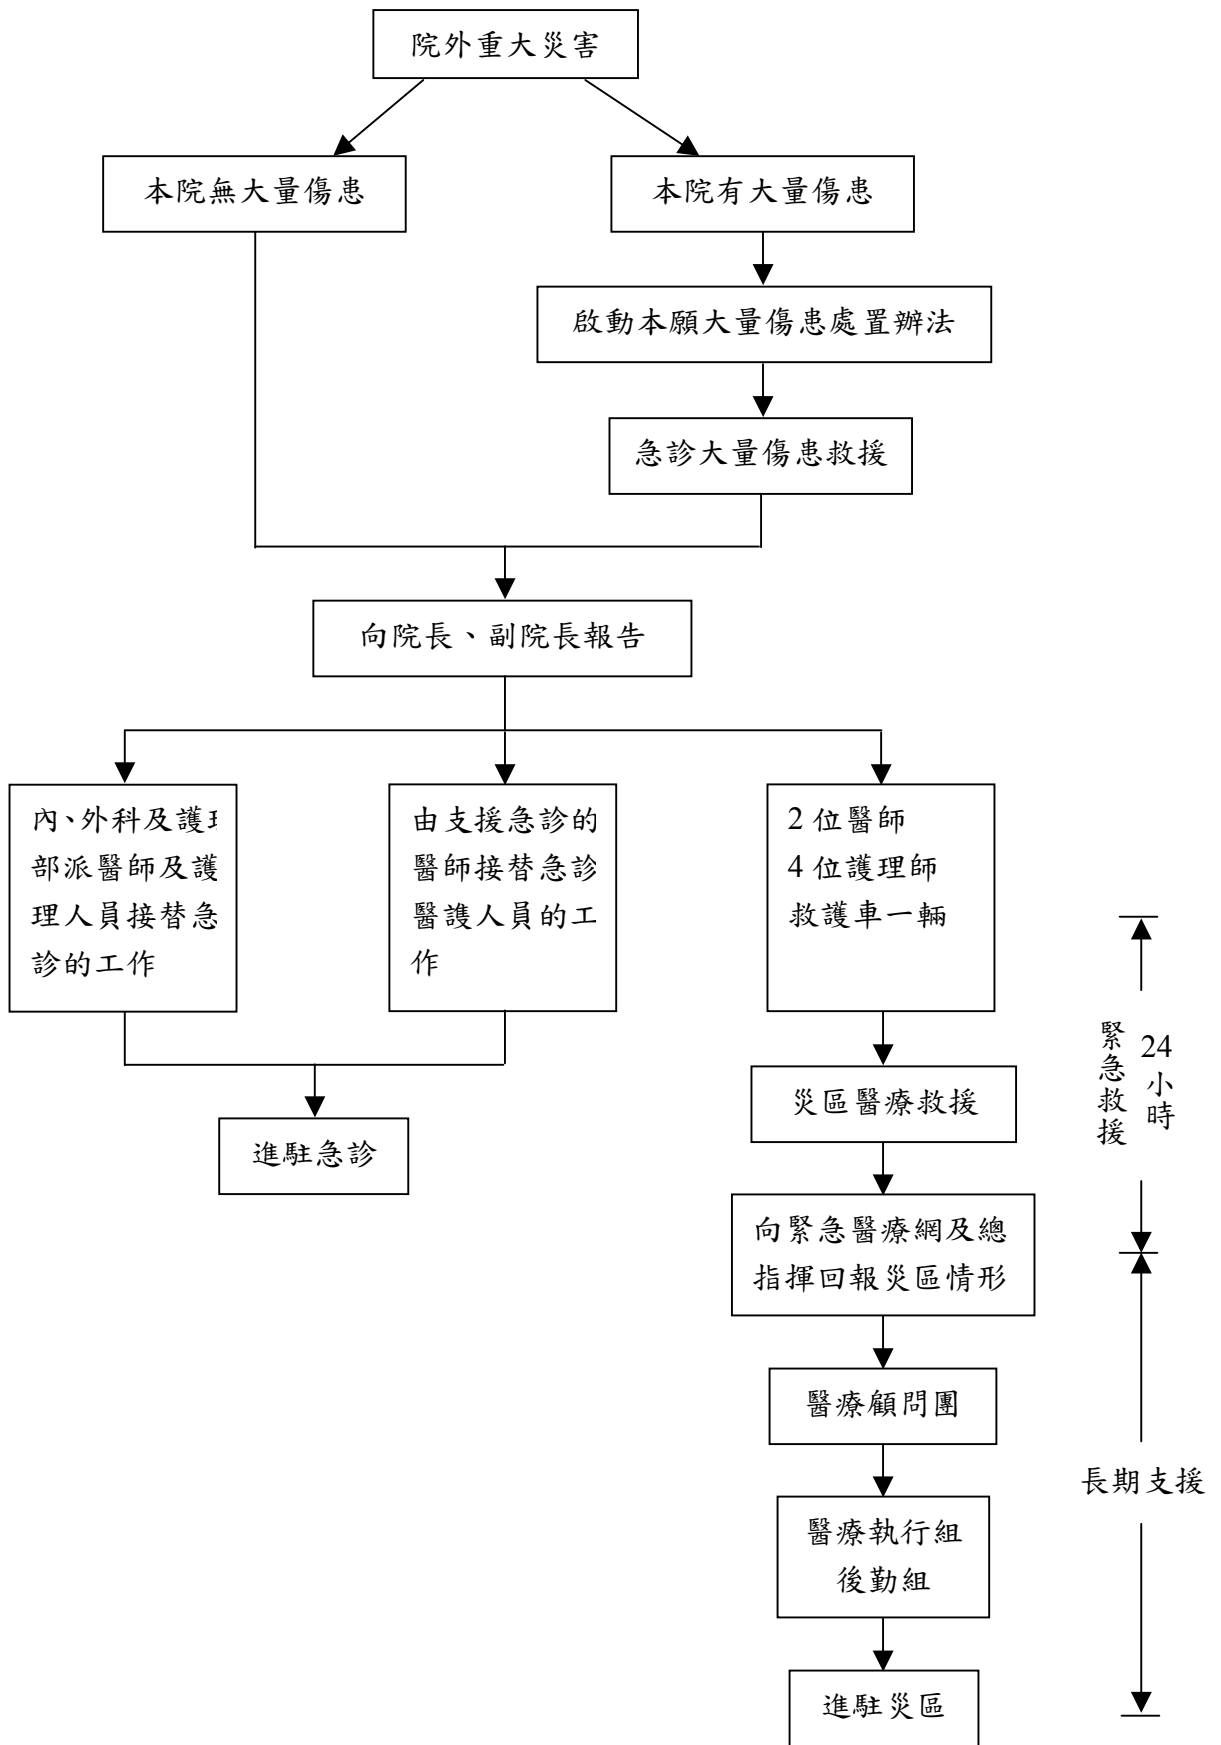 院外重大災害
本院無大量傷患
本院有大量傷患
啟動本願大量傷患處置辦法
急診大量傷患救援
向院長、副院長報告
內、外科及護
部派醫師及護
理人員接替急
診的工作
由支援急診的
醫師接替急診
醫護人員的工
作
2 位醫師
4 位護理師
救護車一輛
災區醫療救援
進駐急診
向緊急醫療網及總
指揮回報災區情形
醫療顧問團
醫療執行組
後勤組
進駐災區
緊急救援
24小時
長期支援